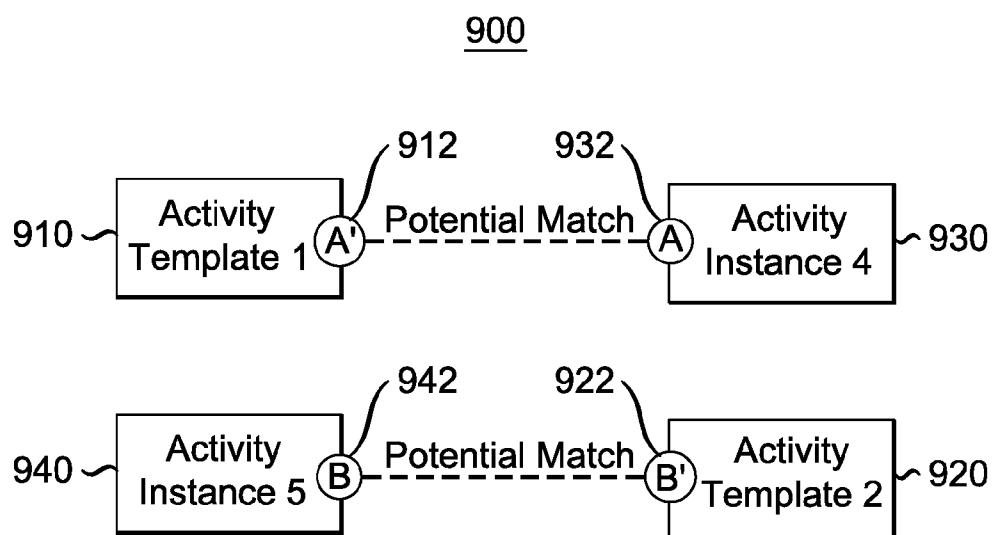 900
912 932
910 Activity Template 1 A' Potential Match A Activity Instance 4 930
942 922
940 Activity Instance 5 B Potential Match B' Activity Template 2 920